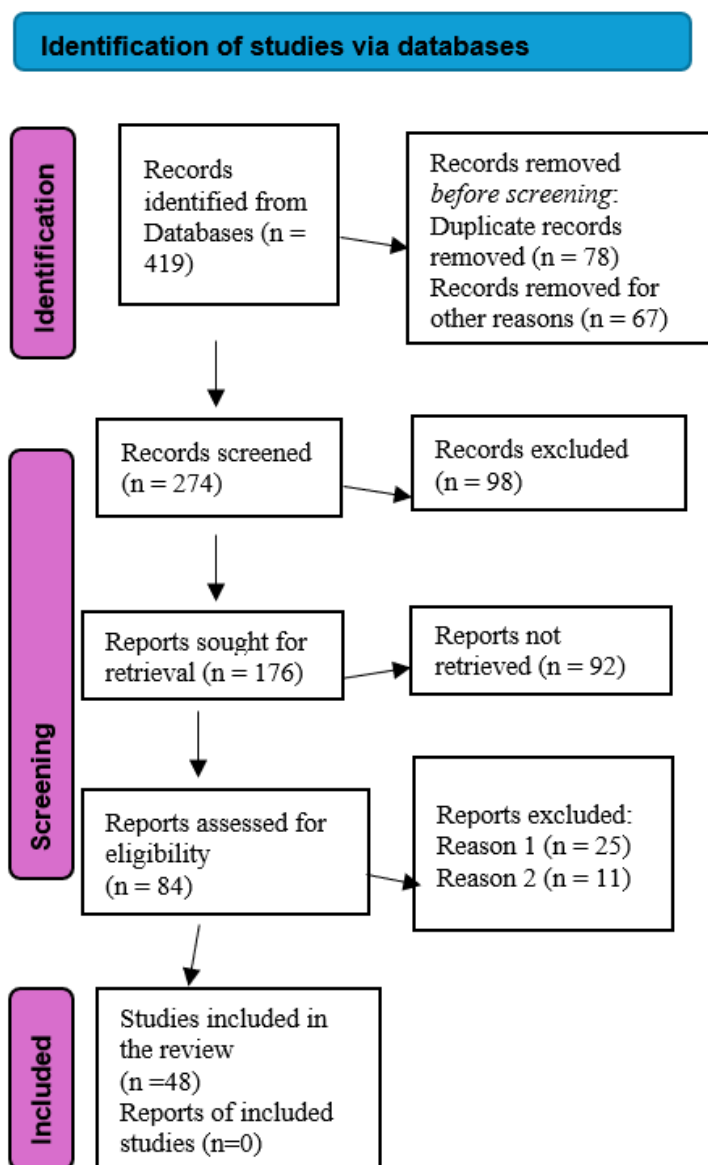 Identification of studies via databases
Identification
Records
identified from
Databases (n =
419)
Records removed
before screening:
Duplicate records
removed (n = 78)
Records removed for
other reasons (n = 67)
Screening
Records screened
(n = 274)
Records excluded
(n = 98)
Reports sought for
retrieval (n = 176)
Reports not
retrieved (n = 92)
Reports assessed for
eligibility
(n = 84)
Reports excluded:
Reason 1 (n = 25)
Reason 2 (n = 11)
Included
Studies included in
the review
(n =48)
Reports of included
studies (n=0)